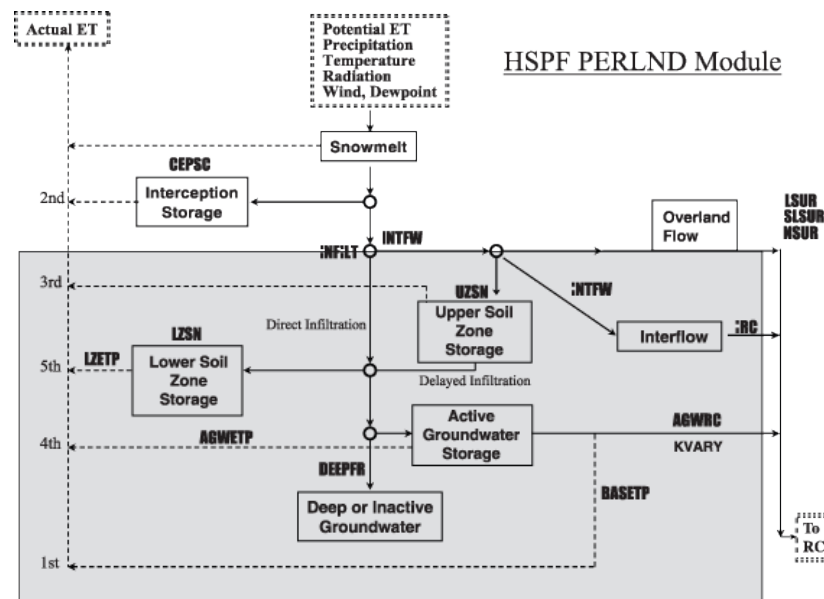 Actual ET
Potential ET
Precipitation
Temperature
Radiation
Wind, Dewpoint
HSPF PERLND Module
Snowmelt
CEPSC
2nd
Interception
Storage
LSUR
SLSUR
NSUR
Overland
Flow
INFILT
INTFW
3rd
UZSN
INTFW
Direct Infiltration
Upper Soil
Zone
Storage
LZSN
IRC
Interflow
LZETP
5th
Lower Soil
Zone
Storage
Delayed Infiltration
Active
Groundwater
Storage
AGWRC
KVARY
4th
AGWETP
DEEPFR
BASETP
Deep or Inactive
Groundwater
To
RC
1st